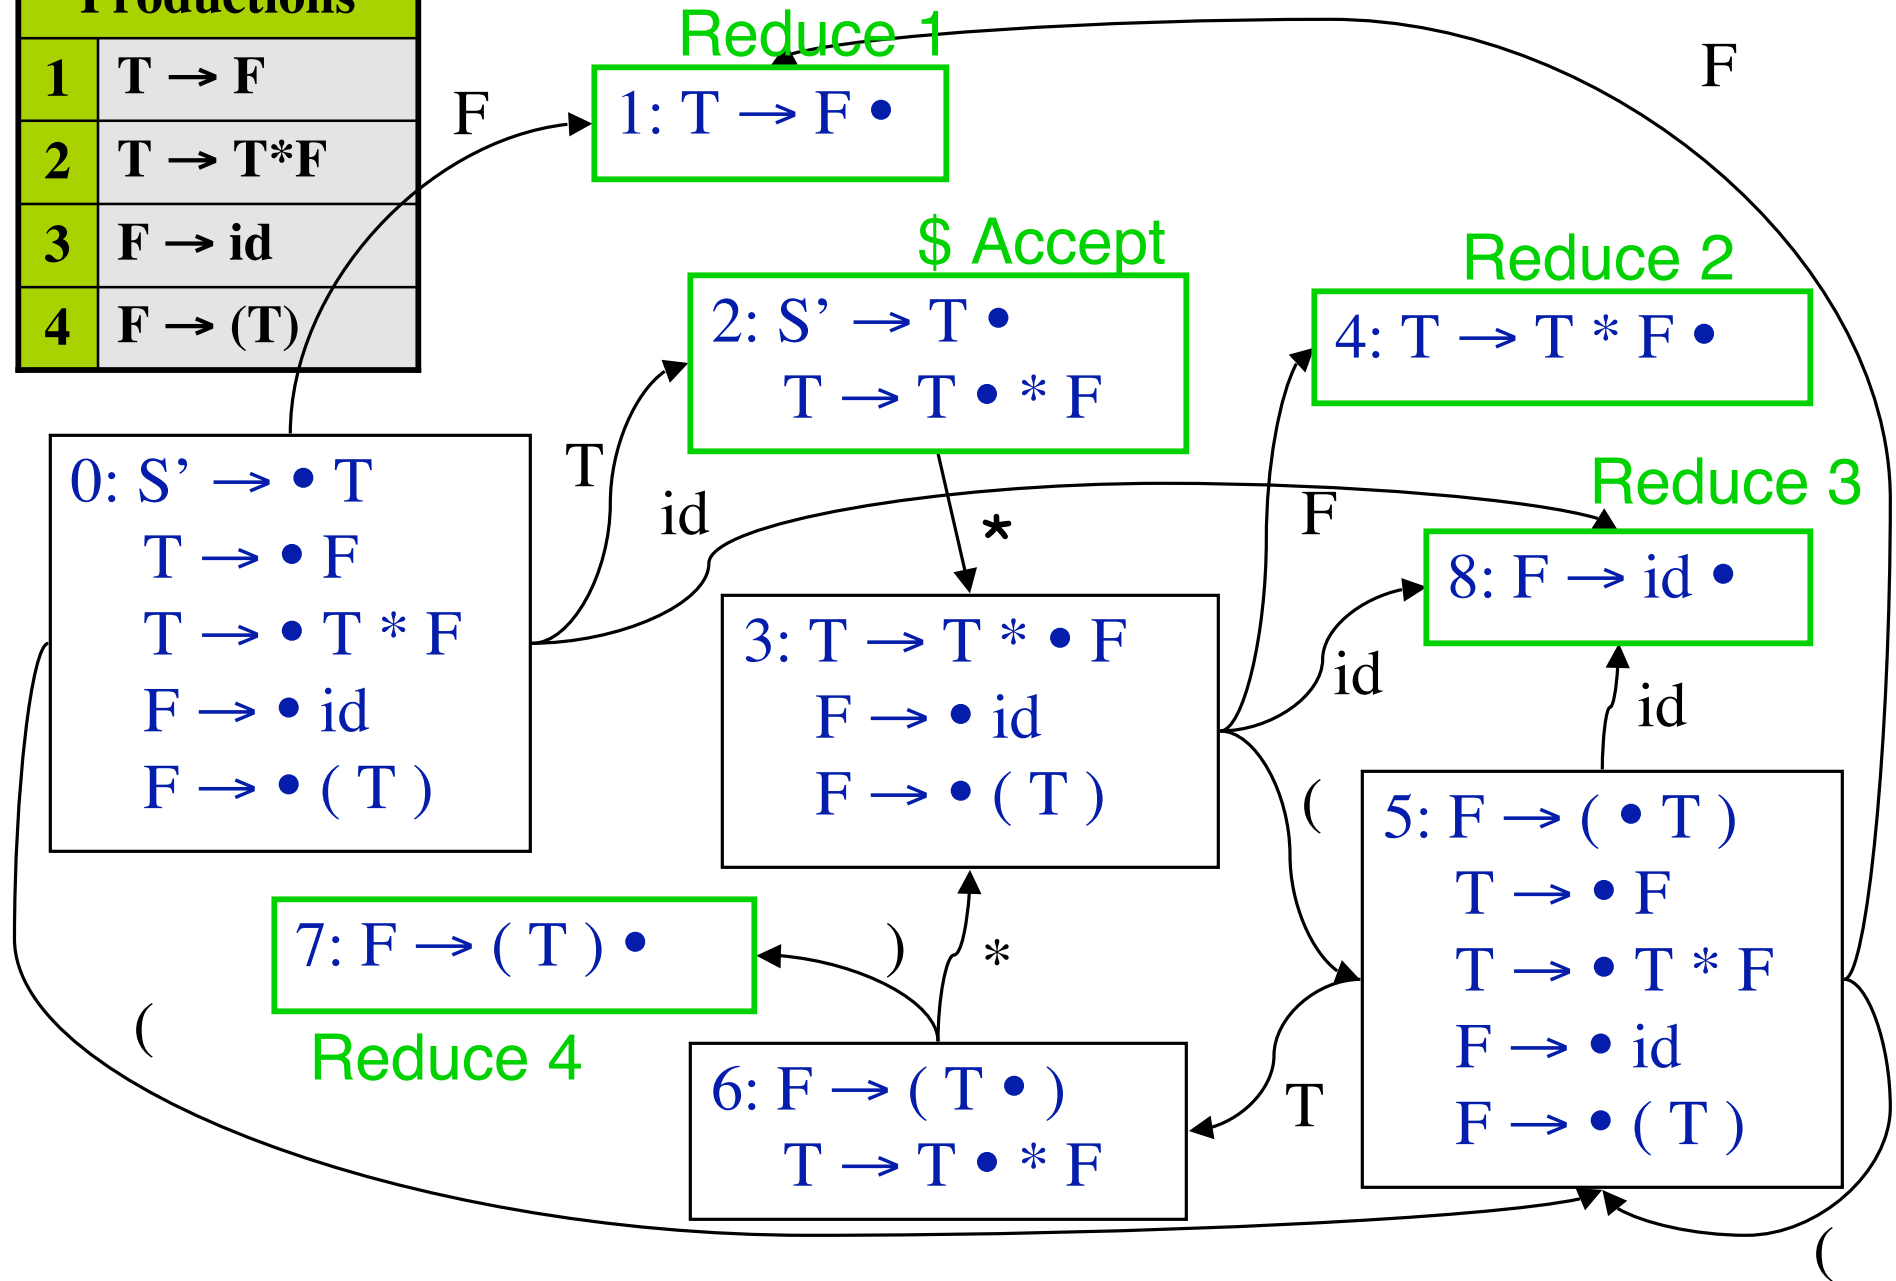 Productions
1 T → F
2 T → T*F
3 F → id
4 F → (T)
Reduce 1
1: T → F •
F
F
$ Accept
2: S’ → T •
T → T • * F
Reduce 2
4: T → T * F •
0: S’ → • T
T → • F
T → • T * F
F → • id
F → • ( T )
T
id
*
F
Reduce 3
8: F → id •
3: T → T * • F
F → • id
F → • ( T )
id
id
(
5: F → ( • T )
T → • F
T → • T * F
F → • id
F → • ( T )
7: F → ( T ) •
Reduce 4
)
*
(
6: F → ( T • )
T → T • * F
T
(